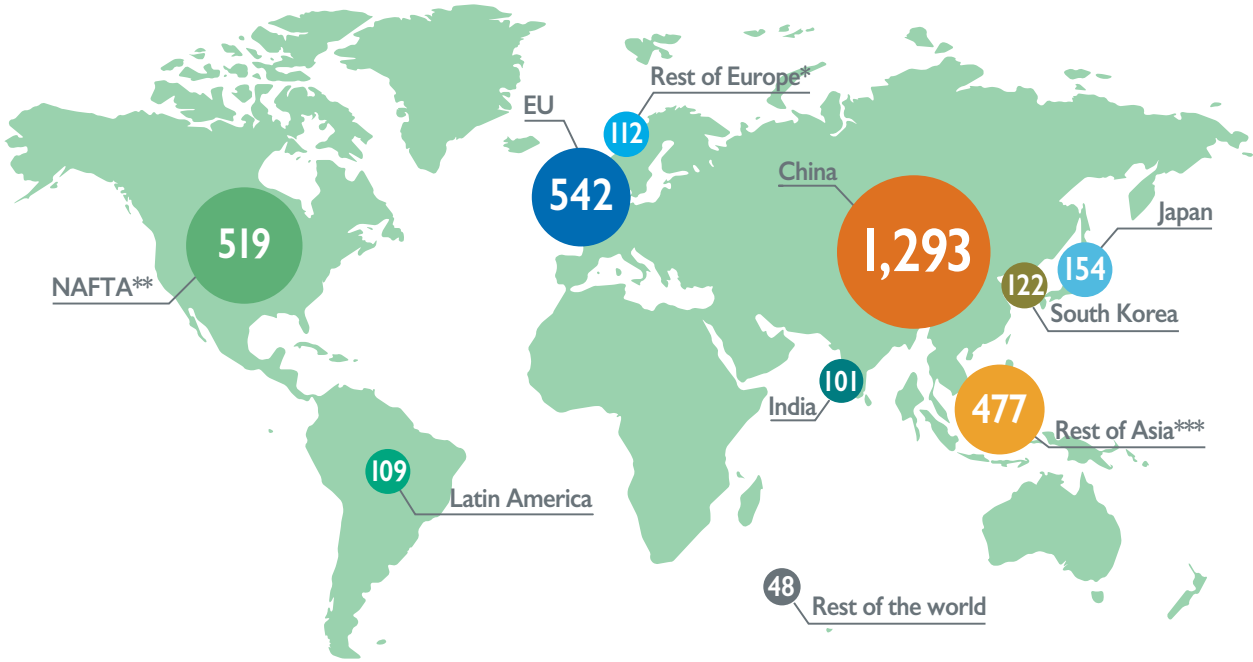 Rest of Europe*
112
EU
542
China
1,293
Japan
154
519
NAFTA**
122
South Korea
101
India
477
Rest of Asia***
109
Latin America
48
Rest of the world